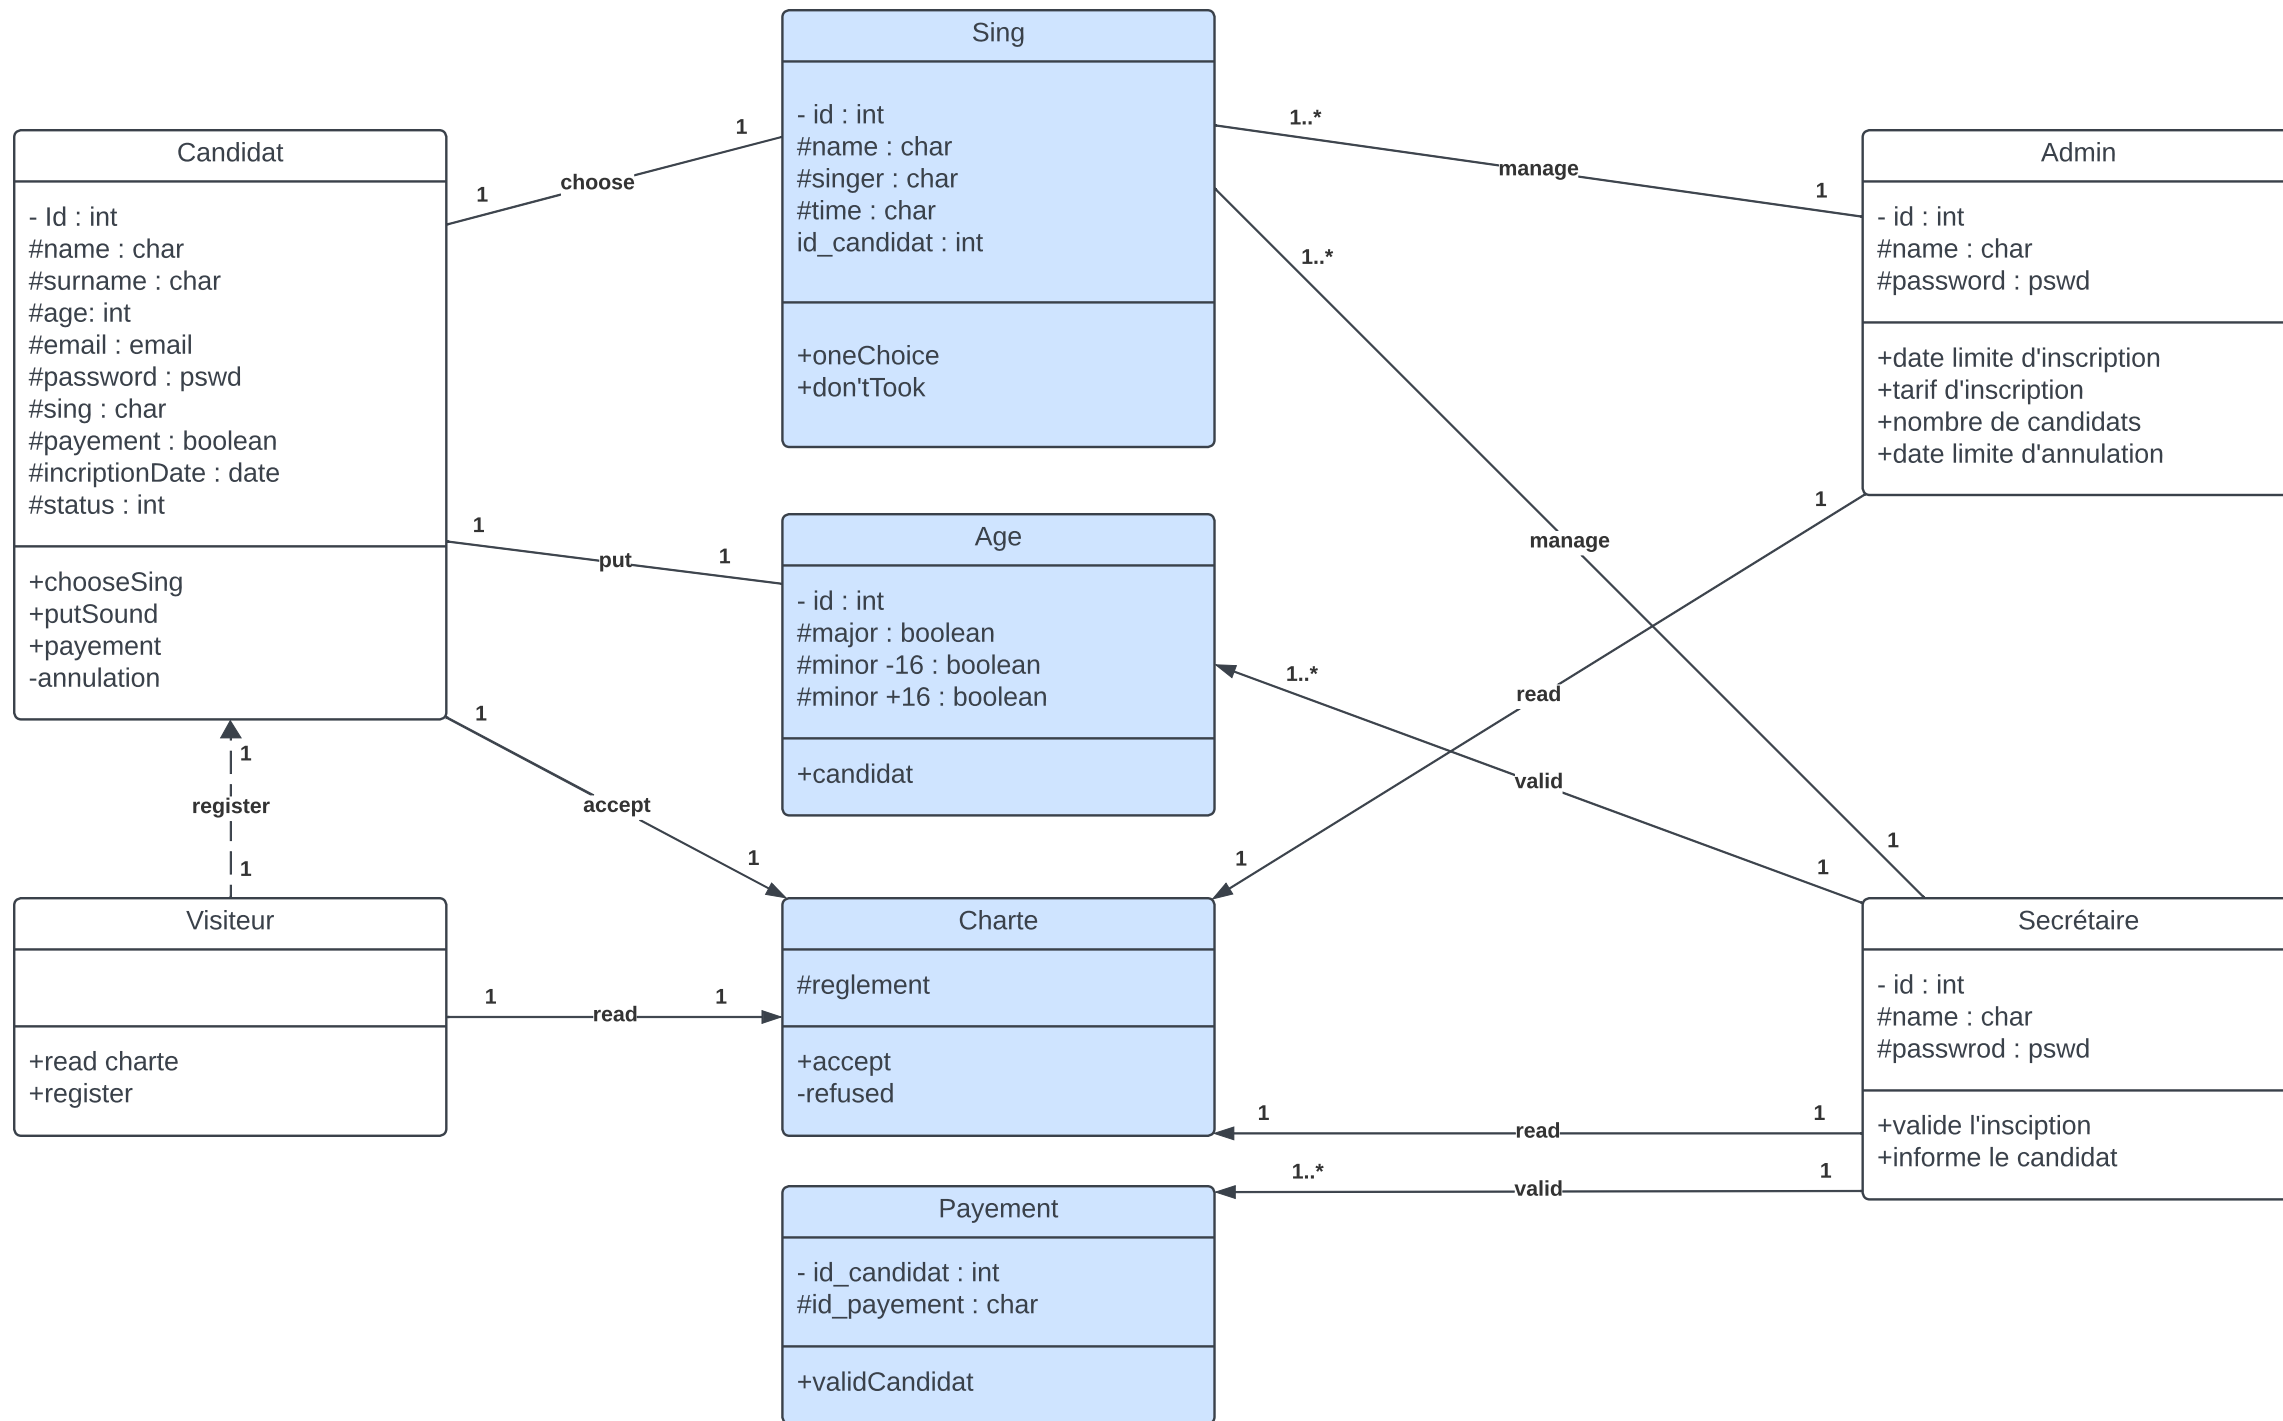 Sing
- id : int
#name : char
#singer : char
#time : char
id_candidat : int
+oneChoice
+don'tTook
Candidat
- Id : int
#name : char
#surname : char
#age: int
#email : email
#password : pswd
#sing : char
#payement : boolean
#incriptionDate : date
#status : int
+chooseSing
+putSound
+payement
-annulation
1
choose
1
1..*
manage
1
Admin
- id : int
#name : char
#password : pswd
+date limite d'inscription
+tarif d'inscription
+nombre de candidats
+date limite d'annulation
1..*
manage
1
1
put
1
Age
- id : int
#major : boolean
#minor -16 : boolean
#minor +16 : boolean
+candidat
1
read
1
1..*
valid
1
1
accept
1
1
register
1
Visiteur
+read charte
+register
1
read
1
Charte
#reglement
+accept
-refused
Secrétaire
- id : int
#name : char
#passwrod : pswd
+valide l'insciption
+informe le candidat
1
read
1
1..*
valid
1
Payement
- id_candidat : int
#id_payement : char
+validCandidat